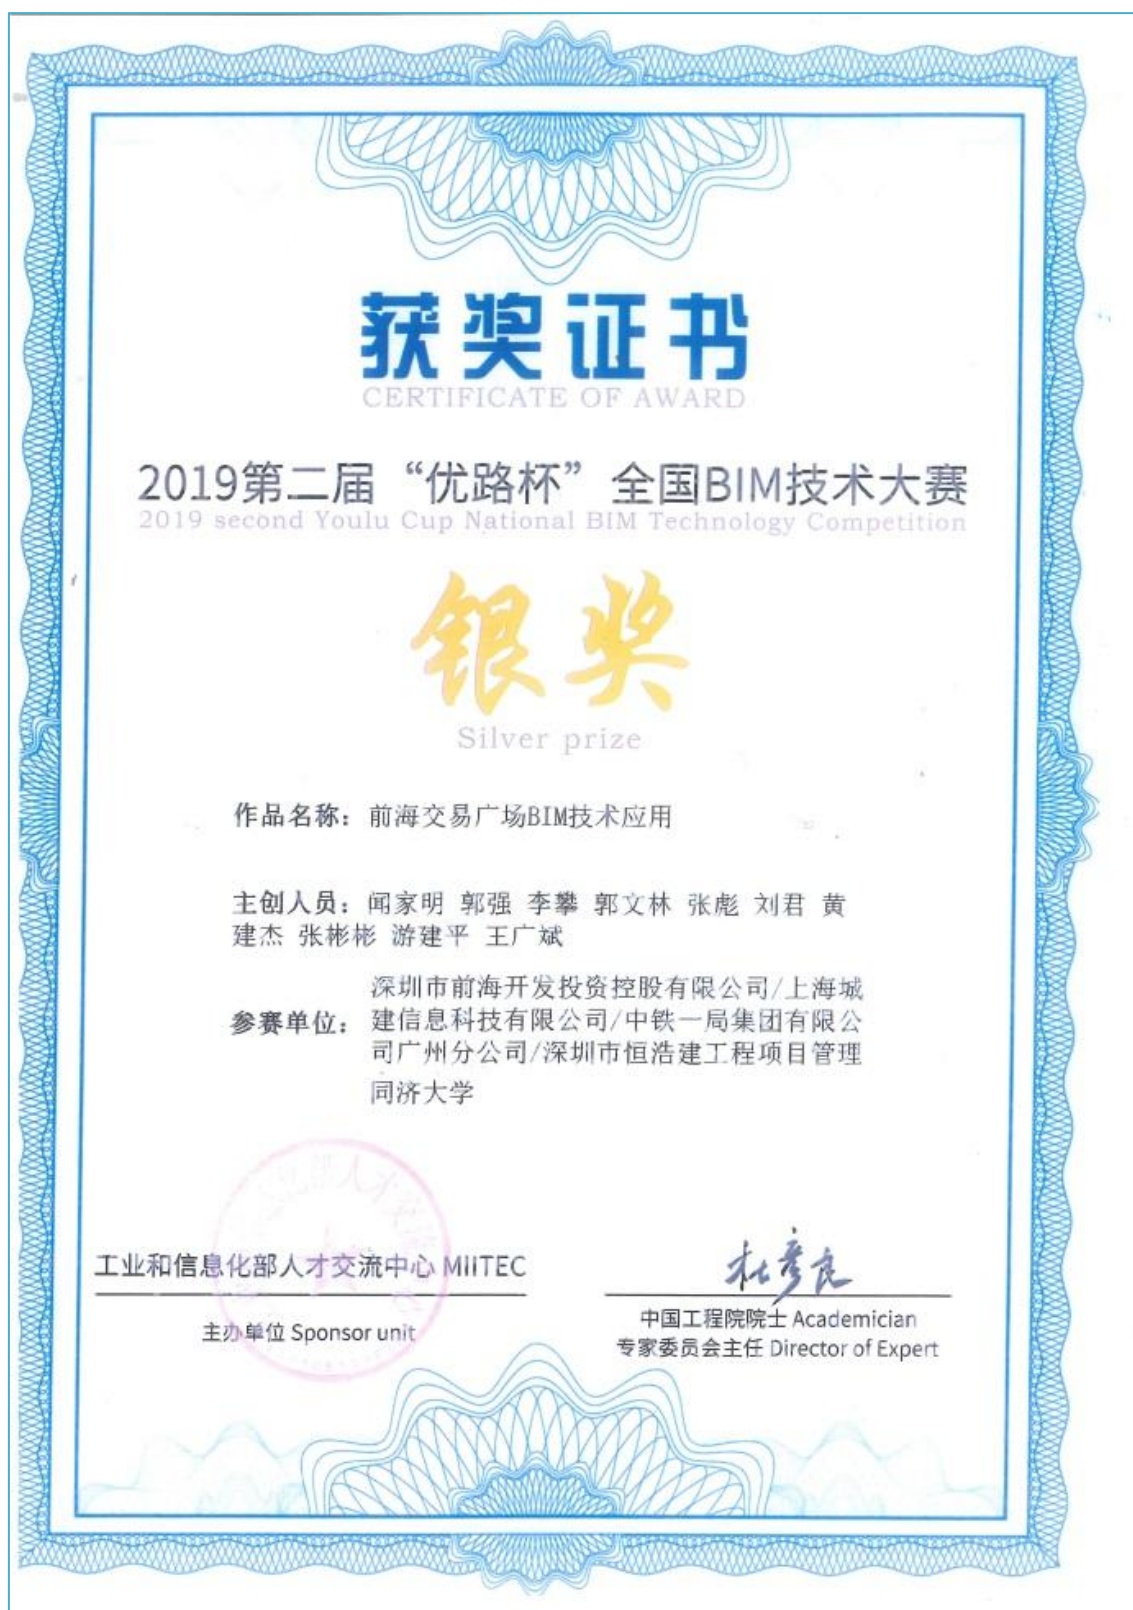 获奖证书
CERTIFICATE OF AWARD
2019第二届“优路杯”全国BIM技术大赛
2019 second Youlu Cup National BIM Technology Competition
银奖
Silver prize
作品名称：前海交易广场BIM技术应用
主创人员：闻家明 郭强 李攀 郭文林 张彪 刘君 黄
建杰 张彬彬 游建平 王广斌
参赛单位：
深圳市前海开发投资控股有限公司/上海城
建信息科技有限公司/中铁一局集团有限公
司广州分公司/深圳市恒浩建工程项目管理
同济大学
工业和信息化部人才交流中心 MIITEC
主办单位 Sponsor unit
杜彦良
中国工程院院士 Academician
专家委员会主任 Director of Expert